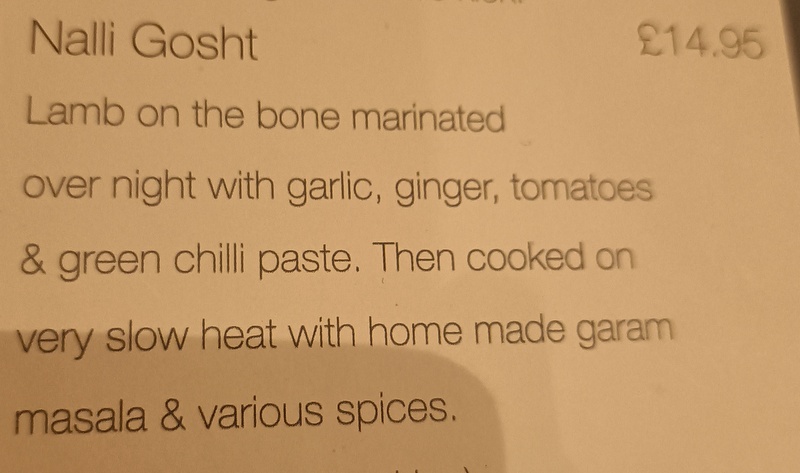 Nalli Gosht £14.95
Lamb on the bone marinated
over night with garlic, ginger, tomatoes
& green chilli paste. Then cooked on
very slow heat with home made garam
masala & various spices.